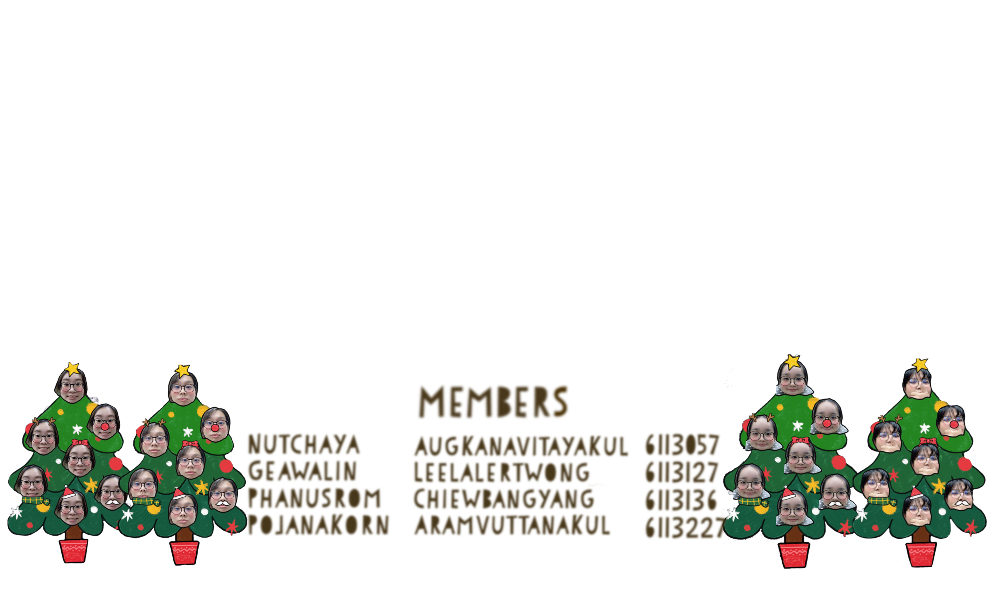 MEMBERS
NUTCHAYA AUGKANAVITAYAKUL 6113057
GEAWALIN LEELALERTWONG 6113127
PHANUSROM CHIEWBANGYANG 6113136
POJANAKORN ARAMVUTTANAKUL 6113227